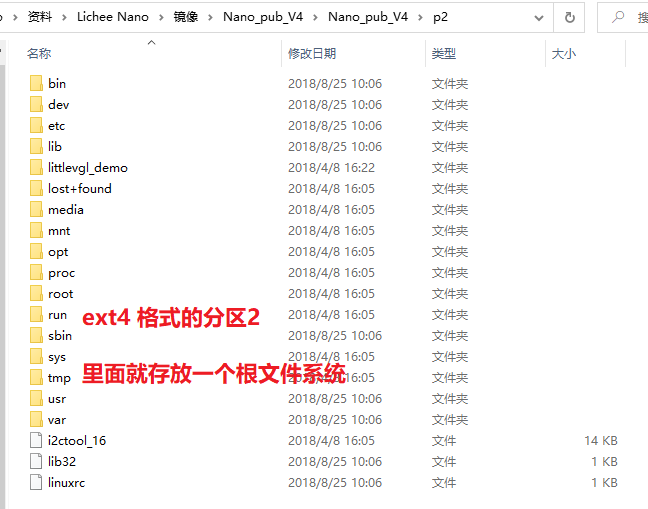 资料 > Lichee Nano > 镜像 > Nano_pub_V4 > Nano_pub_V4 > p2
名称 修改日期 类型 大小
bin 2018/8/25 10:06 文件夹
dev 2018/8/25 10:06 文件夹
etc 2018/8/25 10:06 文件夹
lib 2018/8/25 10:06 文件夹
littlevgl_demo 2018/4/8 16:22 文件夹
lost+found 2018/4/8 16:05 文件夹
media 2018/4/8 16:05 文件夹
mnt 2018/4/8 16:05 文件夹
opt 2018/4/8 16:05 文件夹
proc 2018/4/8 16:05 文件夹
root 2018/4/8 16:05 文件夹
run 2018/4/8 16:05 文件夹
ext4 格式的分区2
sbin 2018/8/25 10:06 文件夹
sys 2018/4/8 16:05 文件夹
tmp 2018/4/8 16:05 文件夹
里面就存放一个根文件系统
usr 2018/8/25 10:06 文件夹
var 2018/8/25 10:06 文件夹
i2ctool_16 2018/4/8 16:05 文件 14 KB
lib32 2018/8/25 10:06 文件 1 KB
linuxrc 2018/8/25 10:06 文件 1 KB